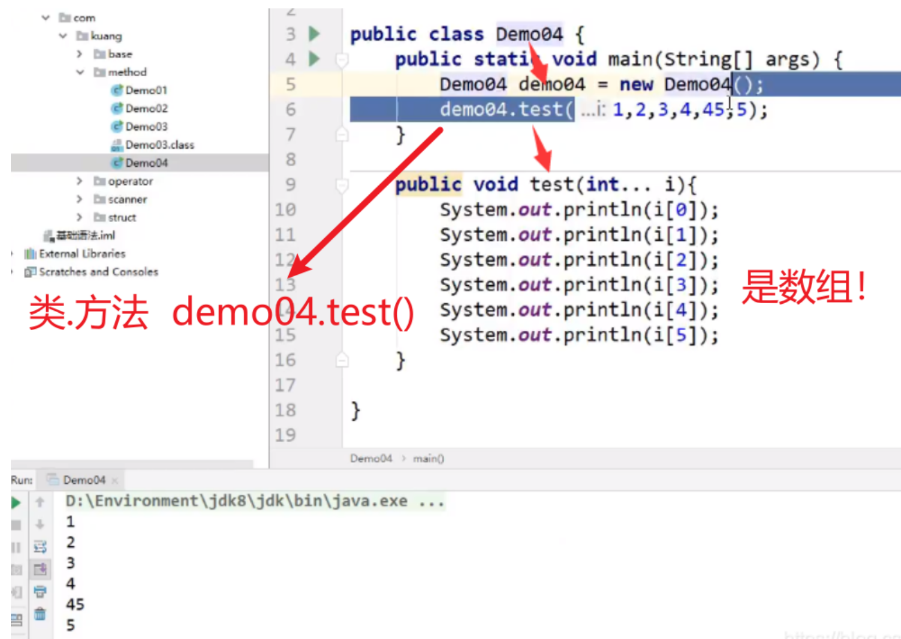 com
kuang
base
method
Demo01
Demo02
Demo03
Demo03.class
Demo04
operator
scanner
struct
基础语法.iml
External Libraries
Scratches and Consoles
2
3 public class Demo04 {
4 public static void main(String[] args) {
5 Demo04 demo04 = new Demo04();
6 demo04.test( ...i: 1,2,3,4,45,5);
7 }
8
9 public void test(int... i){
10 System.out.println(i[0]);
11 System.out.println(i[1]);
12 System.out.println(i[2]);
13 System.out.println(i[3]);
14 System.out.println(i[4]);
15 System.out.println(i[5]);
16 }
17
18 }
19
类.方法 demo04.test()
是数组！
Demo04 › main()
Run: Demo04 ×
D:\Environment\jdk8\jdk\bin\java.exe ...
1
2
3
4
45
5